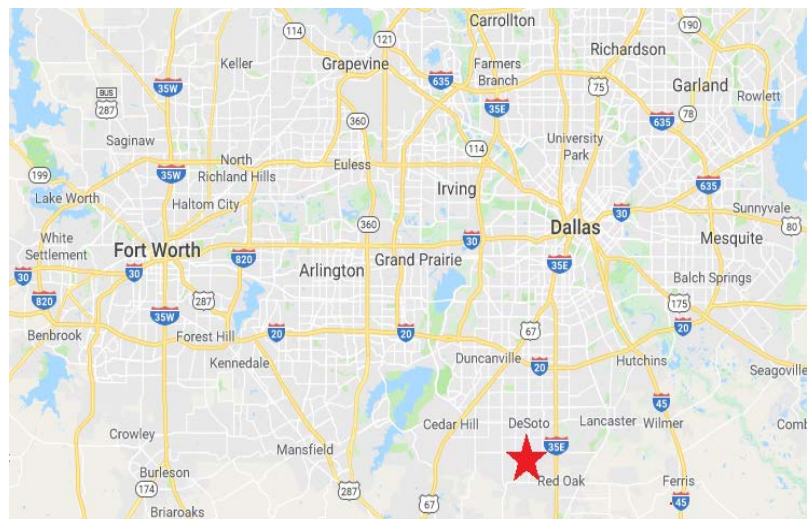 Carrollton
190
114
121
Richardson
Keller
Grapevine
Farmers
Branch
635
75
Garland
35W
BUS
287
35E
Rowlett
78
635
360
Saginaw
University
Park
114
North
Richland Hills
Euless
199
35W
Irving
635
Lake Worth
Haltom City
30
Sunnyvale
360
Dallas
80
White
Settlement
Fort Worth
30
Mesquite
820
Arlington
Grand Prairie
35E
30
30
Balch Springs
820
287
175
35W
67
Benbrook
Forest Hill
20
20
20
Kennedale
Duncanville
20
Hutchins
Seagoville
45
Cedar Hill
DeSoto
Lancaster
Wilmer
Comb
Crowley
Mansfield
35E
Burleson
Red Oak
Ferris
174
287
67
45
Briaroaks